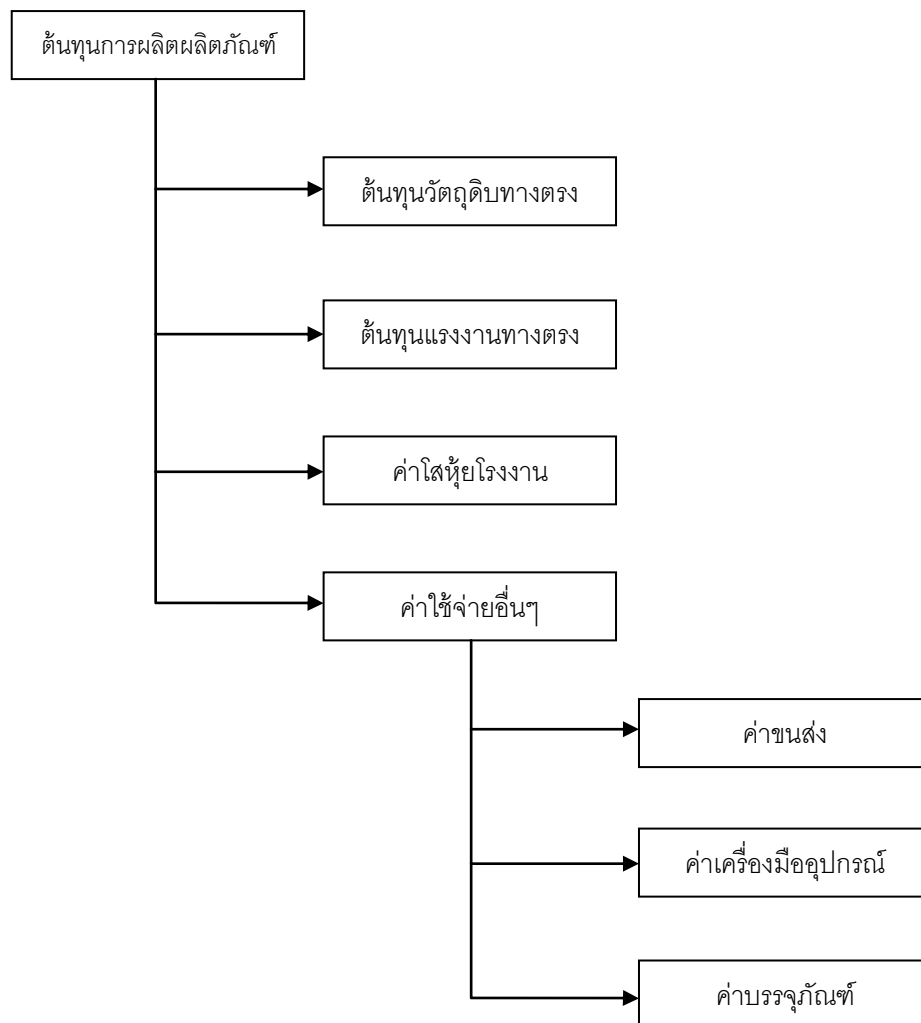 ต้นทุนการผลิตผลิตภัณฑ์
ต้นทุนวัตถุดิบทางตรง
ต้นทุนแรงงานทางตรง
ค่าโสหุ้ยโรงงาน
ค่าใช้จ่ายอื่นๆ
ค่าขนส่ง
ค่าเครื่องมืออุปกรณ์
ค่าบรรจุภัณฑ์